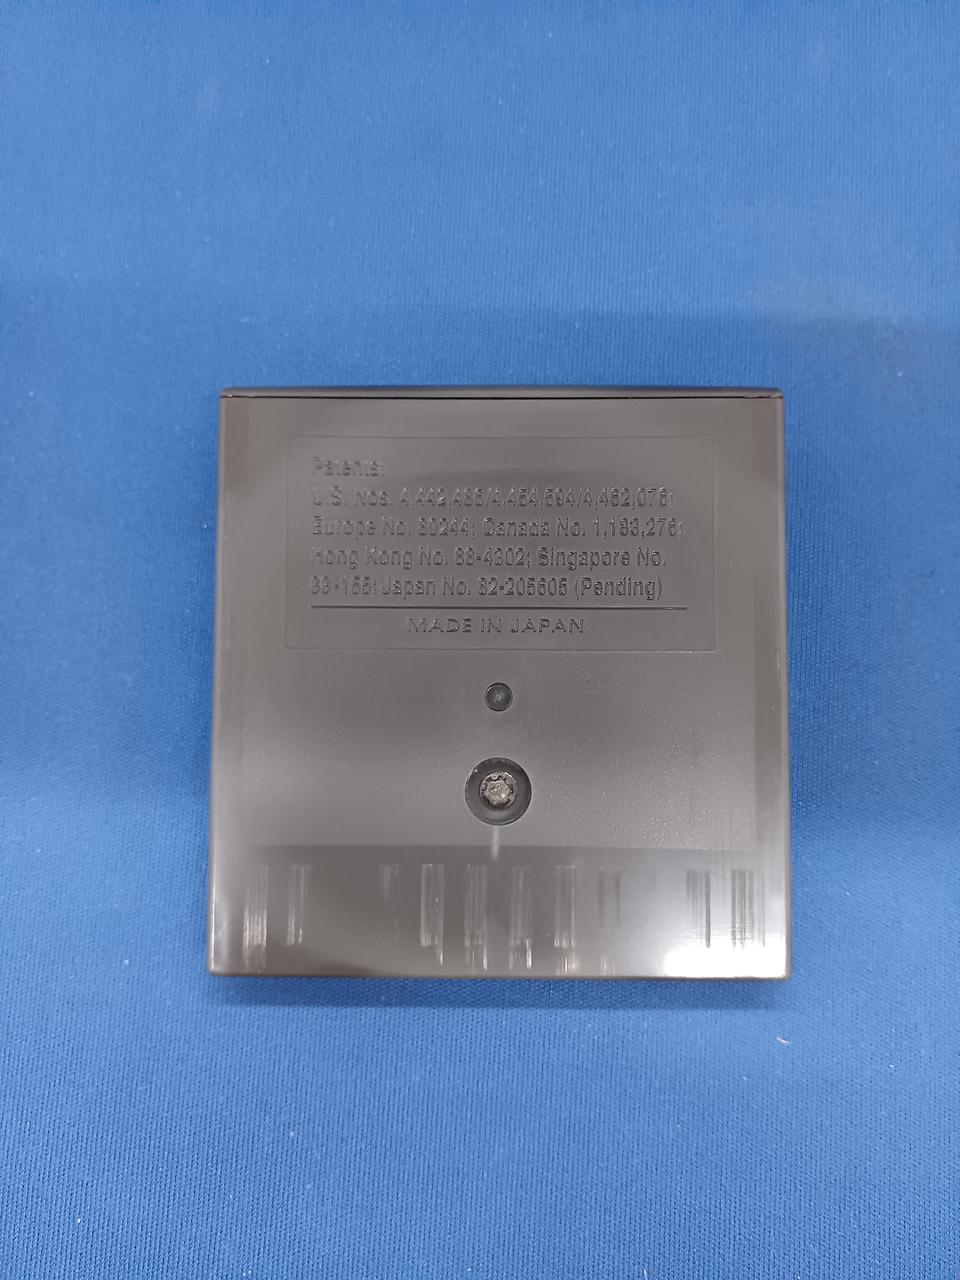 Patents:
U.S. Nos. 4,442,486/4,454,594/4,462,076;
Europe No. 80244; Canada No. 1,183,276;
Hong Kong No. 88-4302; Singapore No.
88-155; Japan No. 82-205605 (Pending)
MADE IN JAPAN